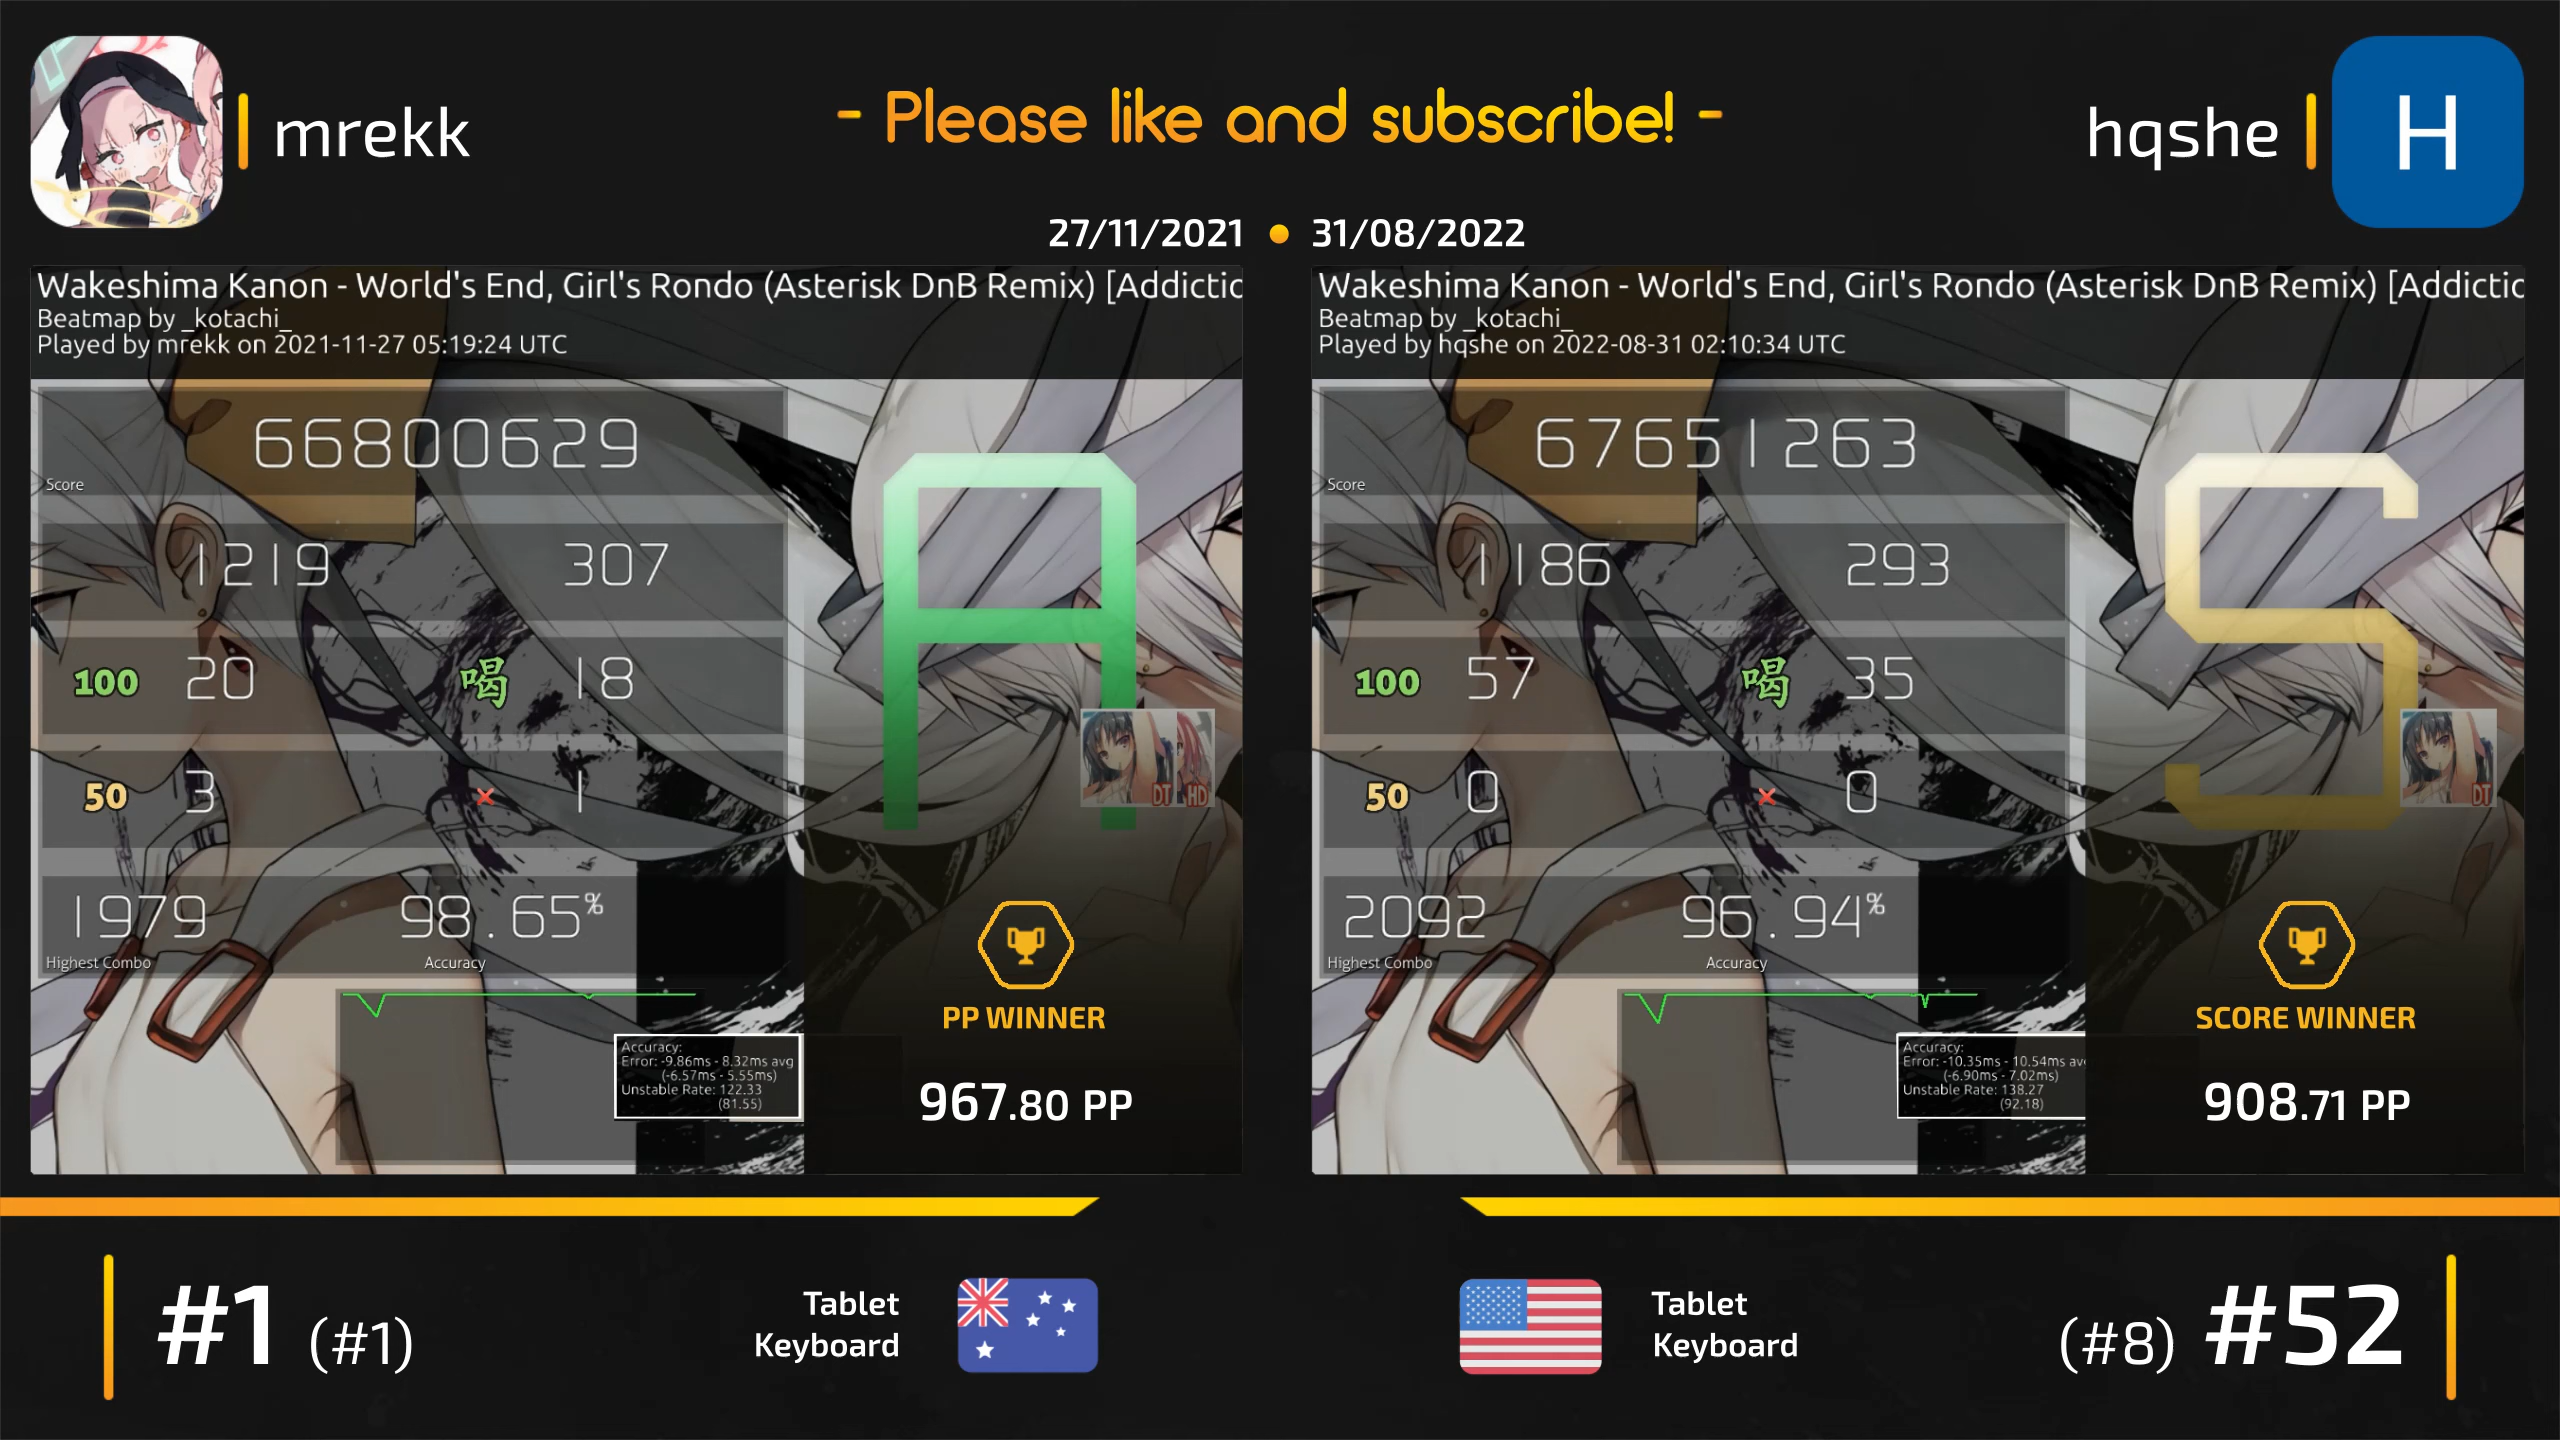 mrekk
- Please like and subscribe! -
hqshe
H
27/11/2021 ● 31/08/2022
Wakeshima Kanon - World's End, Girl's Rondo (Asterisk DnB Remix) [Addictio
Beatmap by _kotachi_
Played by mrekk on 2021-11-27 05:19:24 UTC
66800629
Score
1219 307
100 20 喝 18
50 3 × 1
1979 98.65%
Highest Combo Accuracy
A
DT HD
Accuracy:
Error: -9.86ms - 8.32ms avg
(-6.57ms - 5.55ms)
Unstable Rate: 122.33
(81.55)
PP WINNER
967.80 PP
Wakeshima Kanon - World's End, Girl's Rondo (Asterisk DnB Remix) [Addictio
Beatmap by _kotachi_
Played by hqshe on 2022-08-31 02:10:34 UTC
67651263
Score
1186 293
100 57 喝 35
50 0 × 0
2092 96.94%
Highest Combo Accuracy
S
DT
Accuracy:
Error: -10.35ms - 10.54ms av
(-6.90ms - 7.02ms)
Unstable Rate: 138.27
(92.18)
SCORE WINNER
908.71 PP
#1 (#1)
Tablet
Keyboard
Tablet
Keyboard
(#8) #52